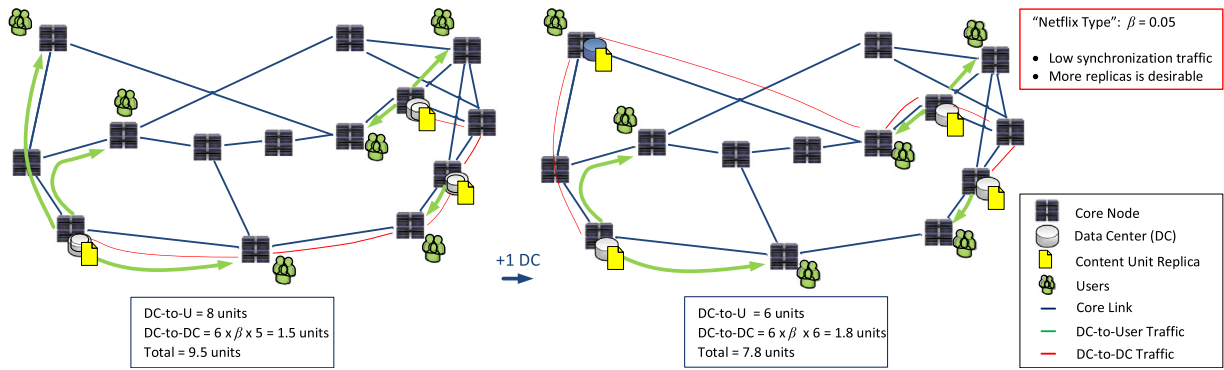 “Netflix Type”: β = 0.05
• Low synchronization traffic
• More replicas is desirable
+1 DC
DC-to-U = 8 units
DC-to-DC = 6 x β x 5 = 1.5 units
Total = 9.5 units
DC-to-U = 6 units
DC-to-DC = 6 x β x 6 = 1.8 units
Total = 7.8 units
Core Node
Data Center (DC)
Content Unit Replica
Users
Core Link
DC-to-User Traffic
DC-to-DC Traffic